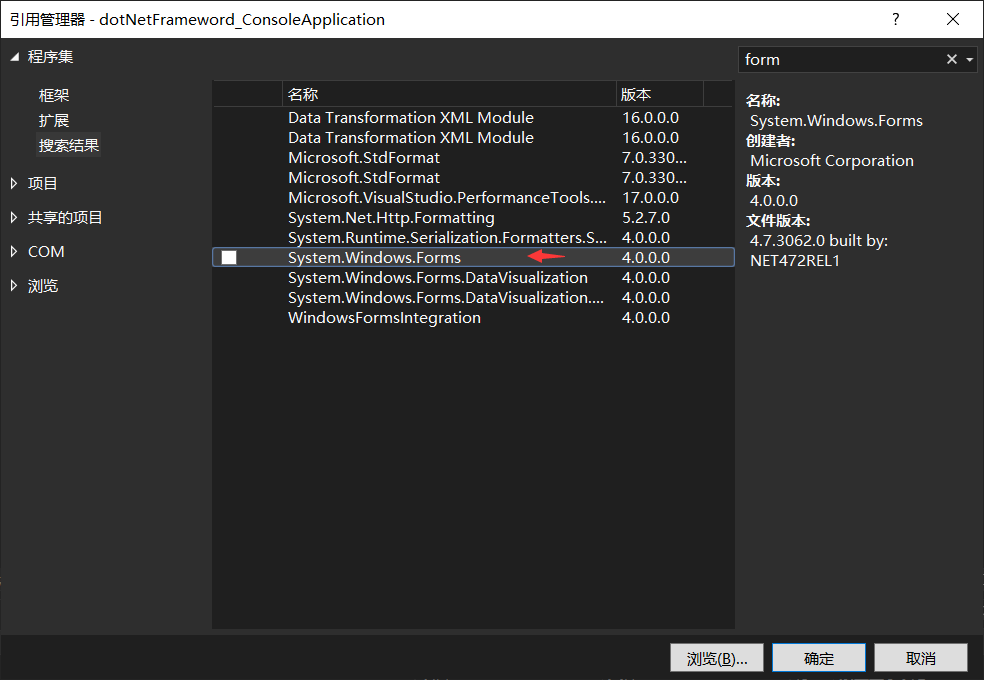 引用管理器 - dotNetFrameword_ConsoleApplication
?
程序集
框架
扩展
搜索结果
项目
共享的项目
COM
浏览
名称 版本
Data Transformation XML Module 16.0.0.0
Data Transformation XML Module 16.0.0.0
Microsoft.StdFormat 7.0.330...
Microsoft.StdFormat 7.0.330...
Microsoft.VisualStudio.PerformanceTools.... 17.0.0.0
System.Net.Http.Formatting 5.2.7.0
System.Runtime.Serialization.Formatters.S... 4.0.0.0
System.Windows.Forms 4.0.0.0
System.Windows.Forms.DataVisualization 4.0.0.0
System.Windows.Forms.DataVisualization.... 4.0.0.0
WindowsFormsIntegration 4.0.0.0
form
名称:
System.Windows.Forms
创建者:
Microsoft Corporation
版本:
4.0.0.0
文件版本:
4.7.3062.0 built by:
NET472REL1
浏览(B)... 确定 取消